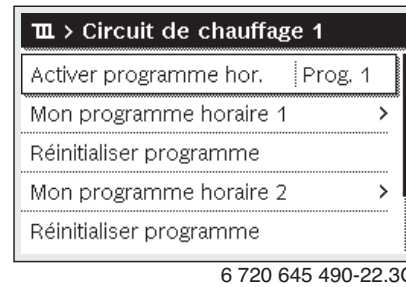 > Circuit de chauffage 1
Activer programme hor. Prog. 1
Mon programme horaire 1 >
Réinitialiser programme
Mon programme horaire 2 >
Réinitialiser programme
6 720 645 490-22.3O